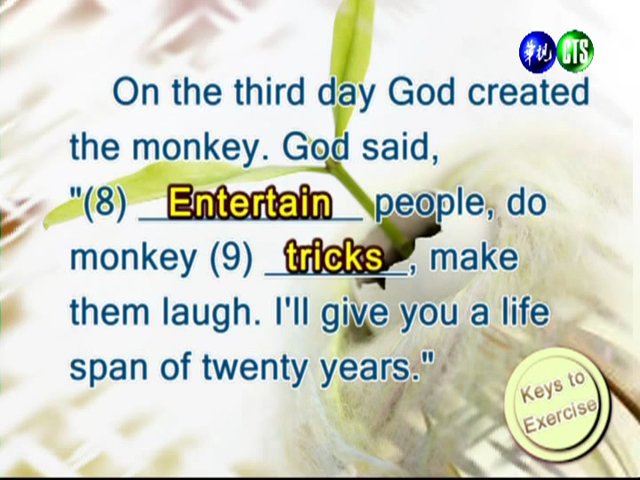 華視 CTS
On the third day God created
the monkey. God said,
"(8) Entertain people, do
monkey (9) tricks, make
them laugh. I'll give you a life
span of twenty years."
Keys to
Exercise